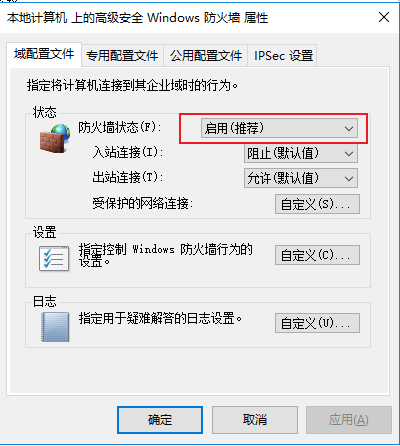 本地计算机 上的高级安全 Windows 防火墙 属性
域配置文件 专用配置文件 公用配置文件 IPSec 设置
指定将计算机连接到其企业域时的行为。
状态
防火墙状态(F): 启用(推荐)
入站连接(I): 阻止(默认值)
出站连接(T): 允许(默认值)
受保护的网络连接: 自定义(S)...
设置
指定控制 Windows 防火墙行为的
设置。
自定义(C)...
日志
指定用于疑难解答的日志设置。 自定义(U)...
确定 取消 应用(A)